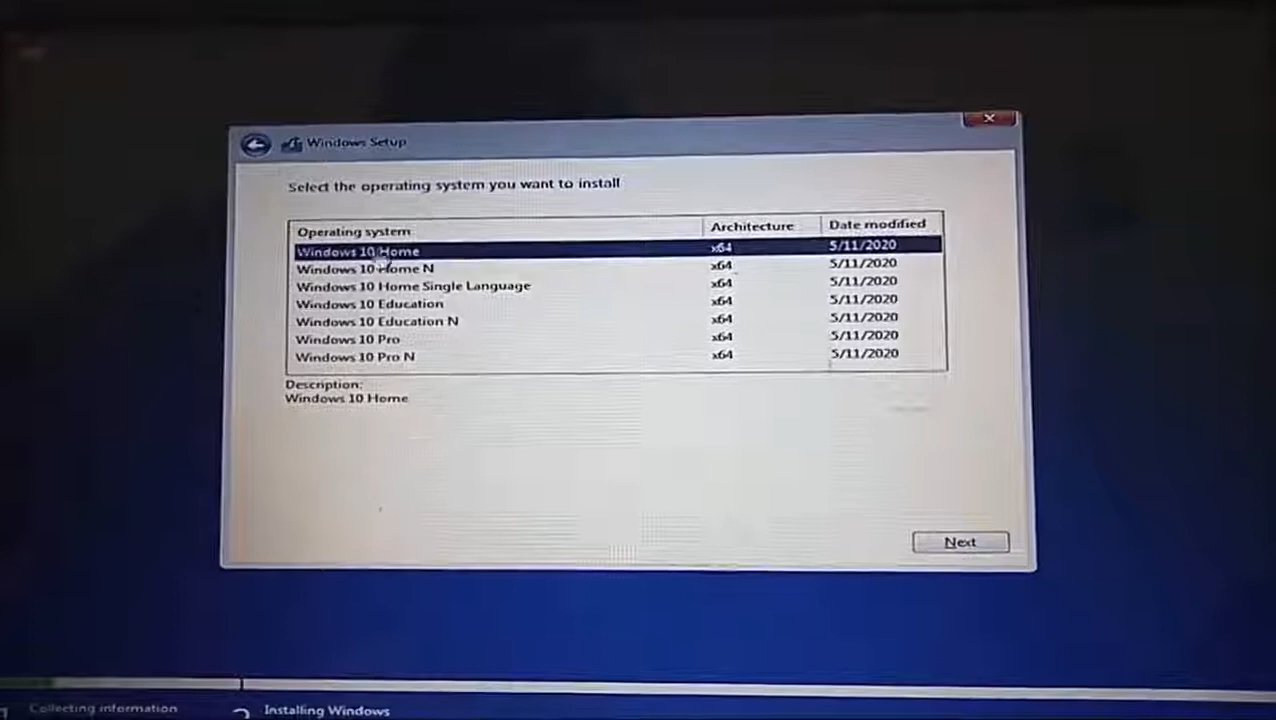 Windows Setup
Select the operating system you want to install
Operating system Architecture Date modified
Windows 10 Home x64 5/11/2020
Windows 10 Home N x64 5/11/2020
Windows 10 Home Single Language x64 5/11/2020
Windows 10 Education x64 5/11/2020
Windows 10 Education N x64 5/11/2020
Windows 10 Pro x64 5/11/2020
Windows 10 Pro N x64 5/11/2020
Description:
Windows 10 Home
Next
Collecting information Installing Windows